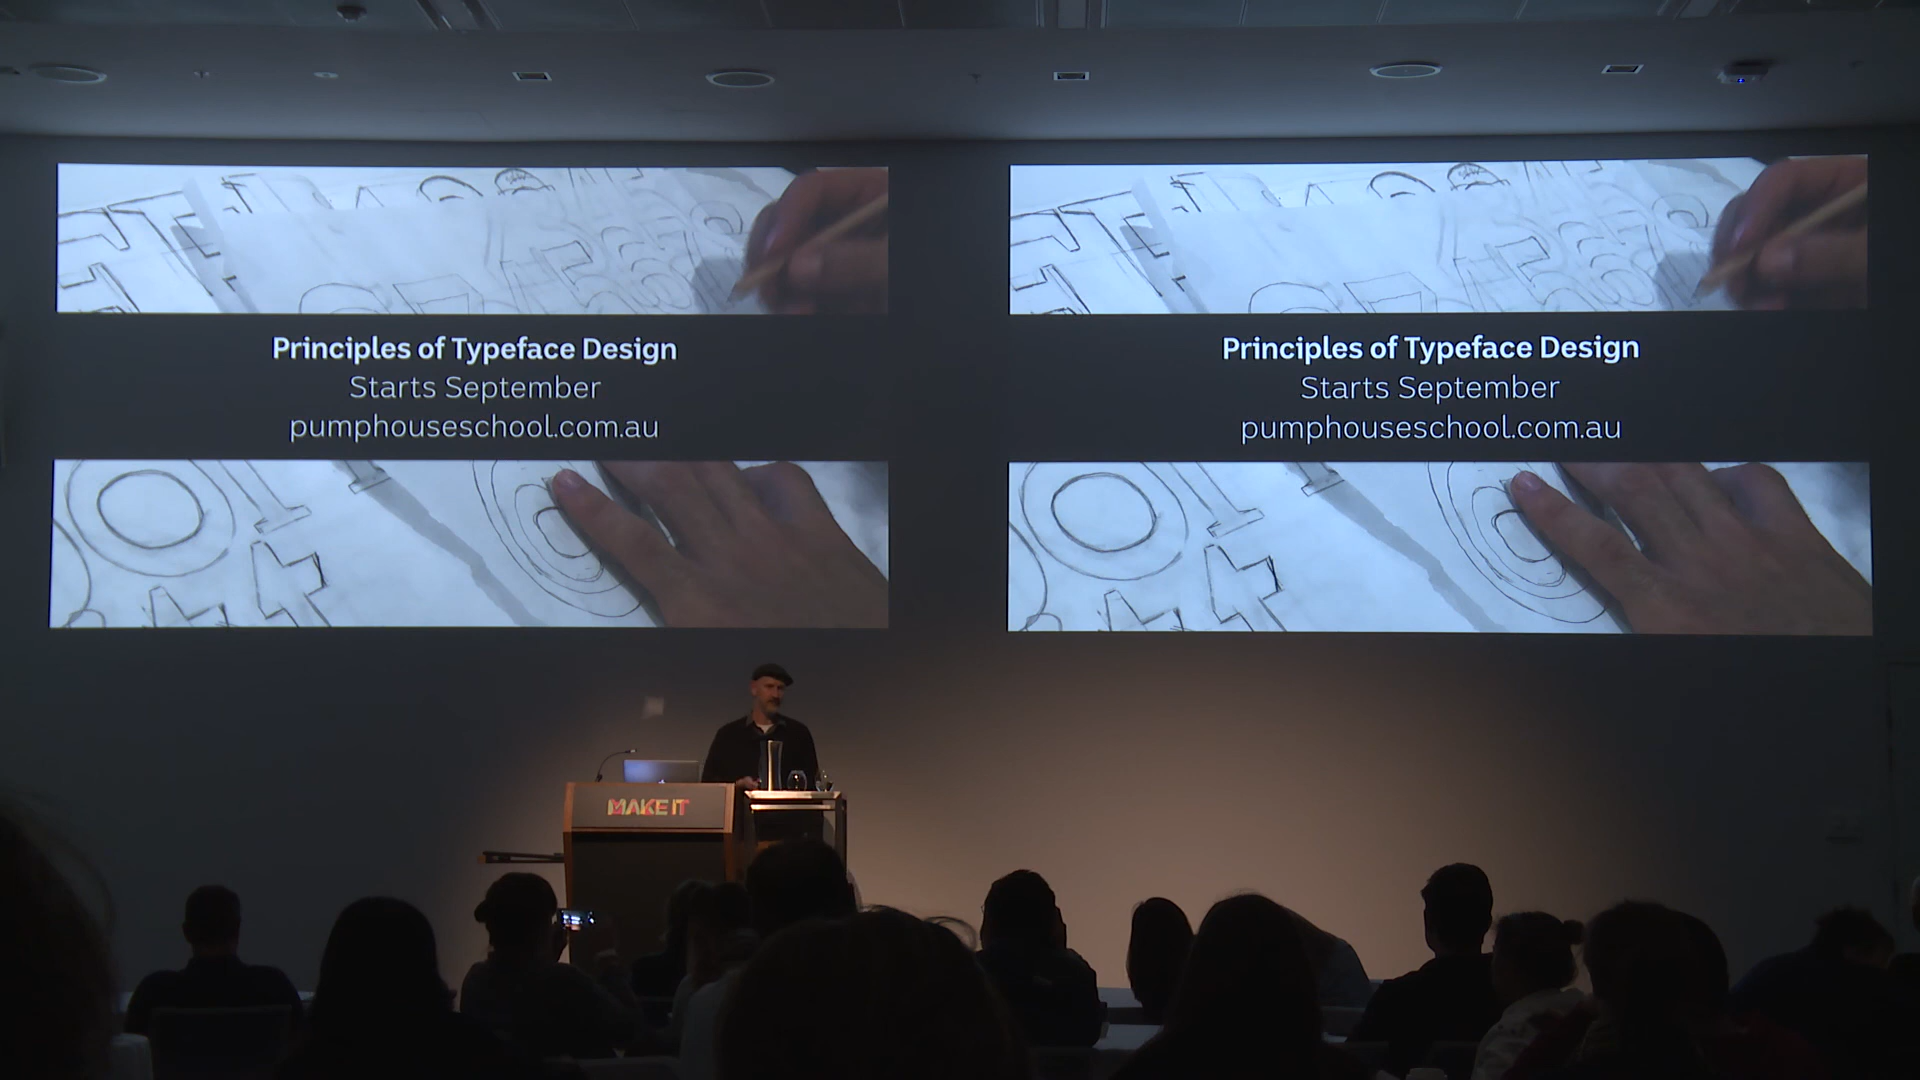 Principles of Typeface Design
Starts September
pumphouseschool.com.au
Principles of Typeface Design
Starts September
pumphouseschool.com.au
MAKE IT